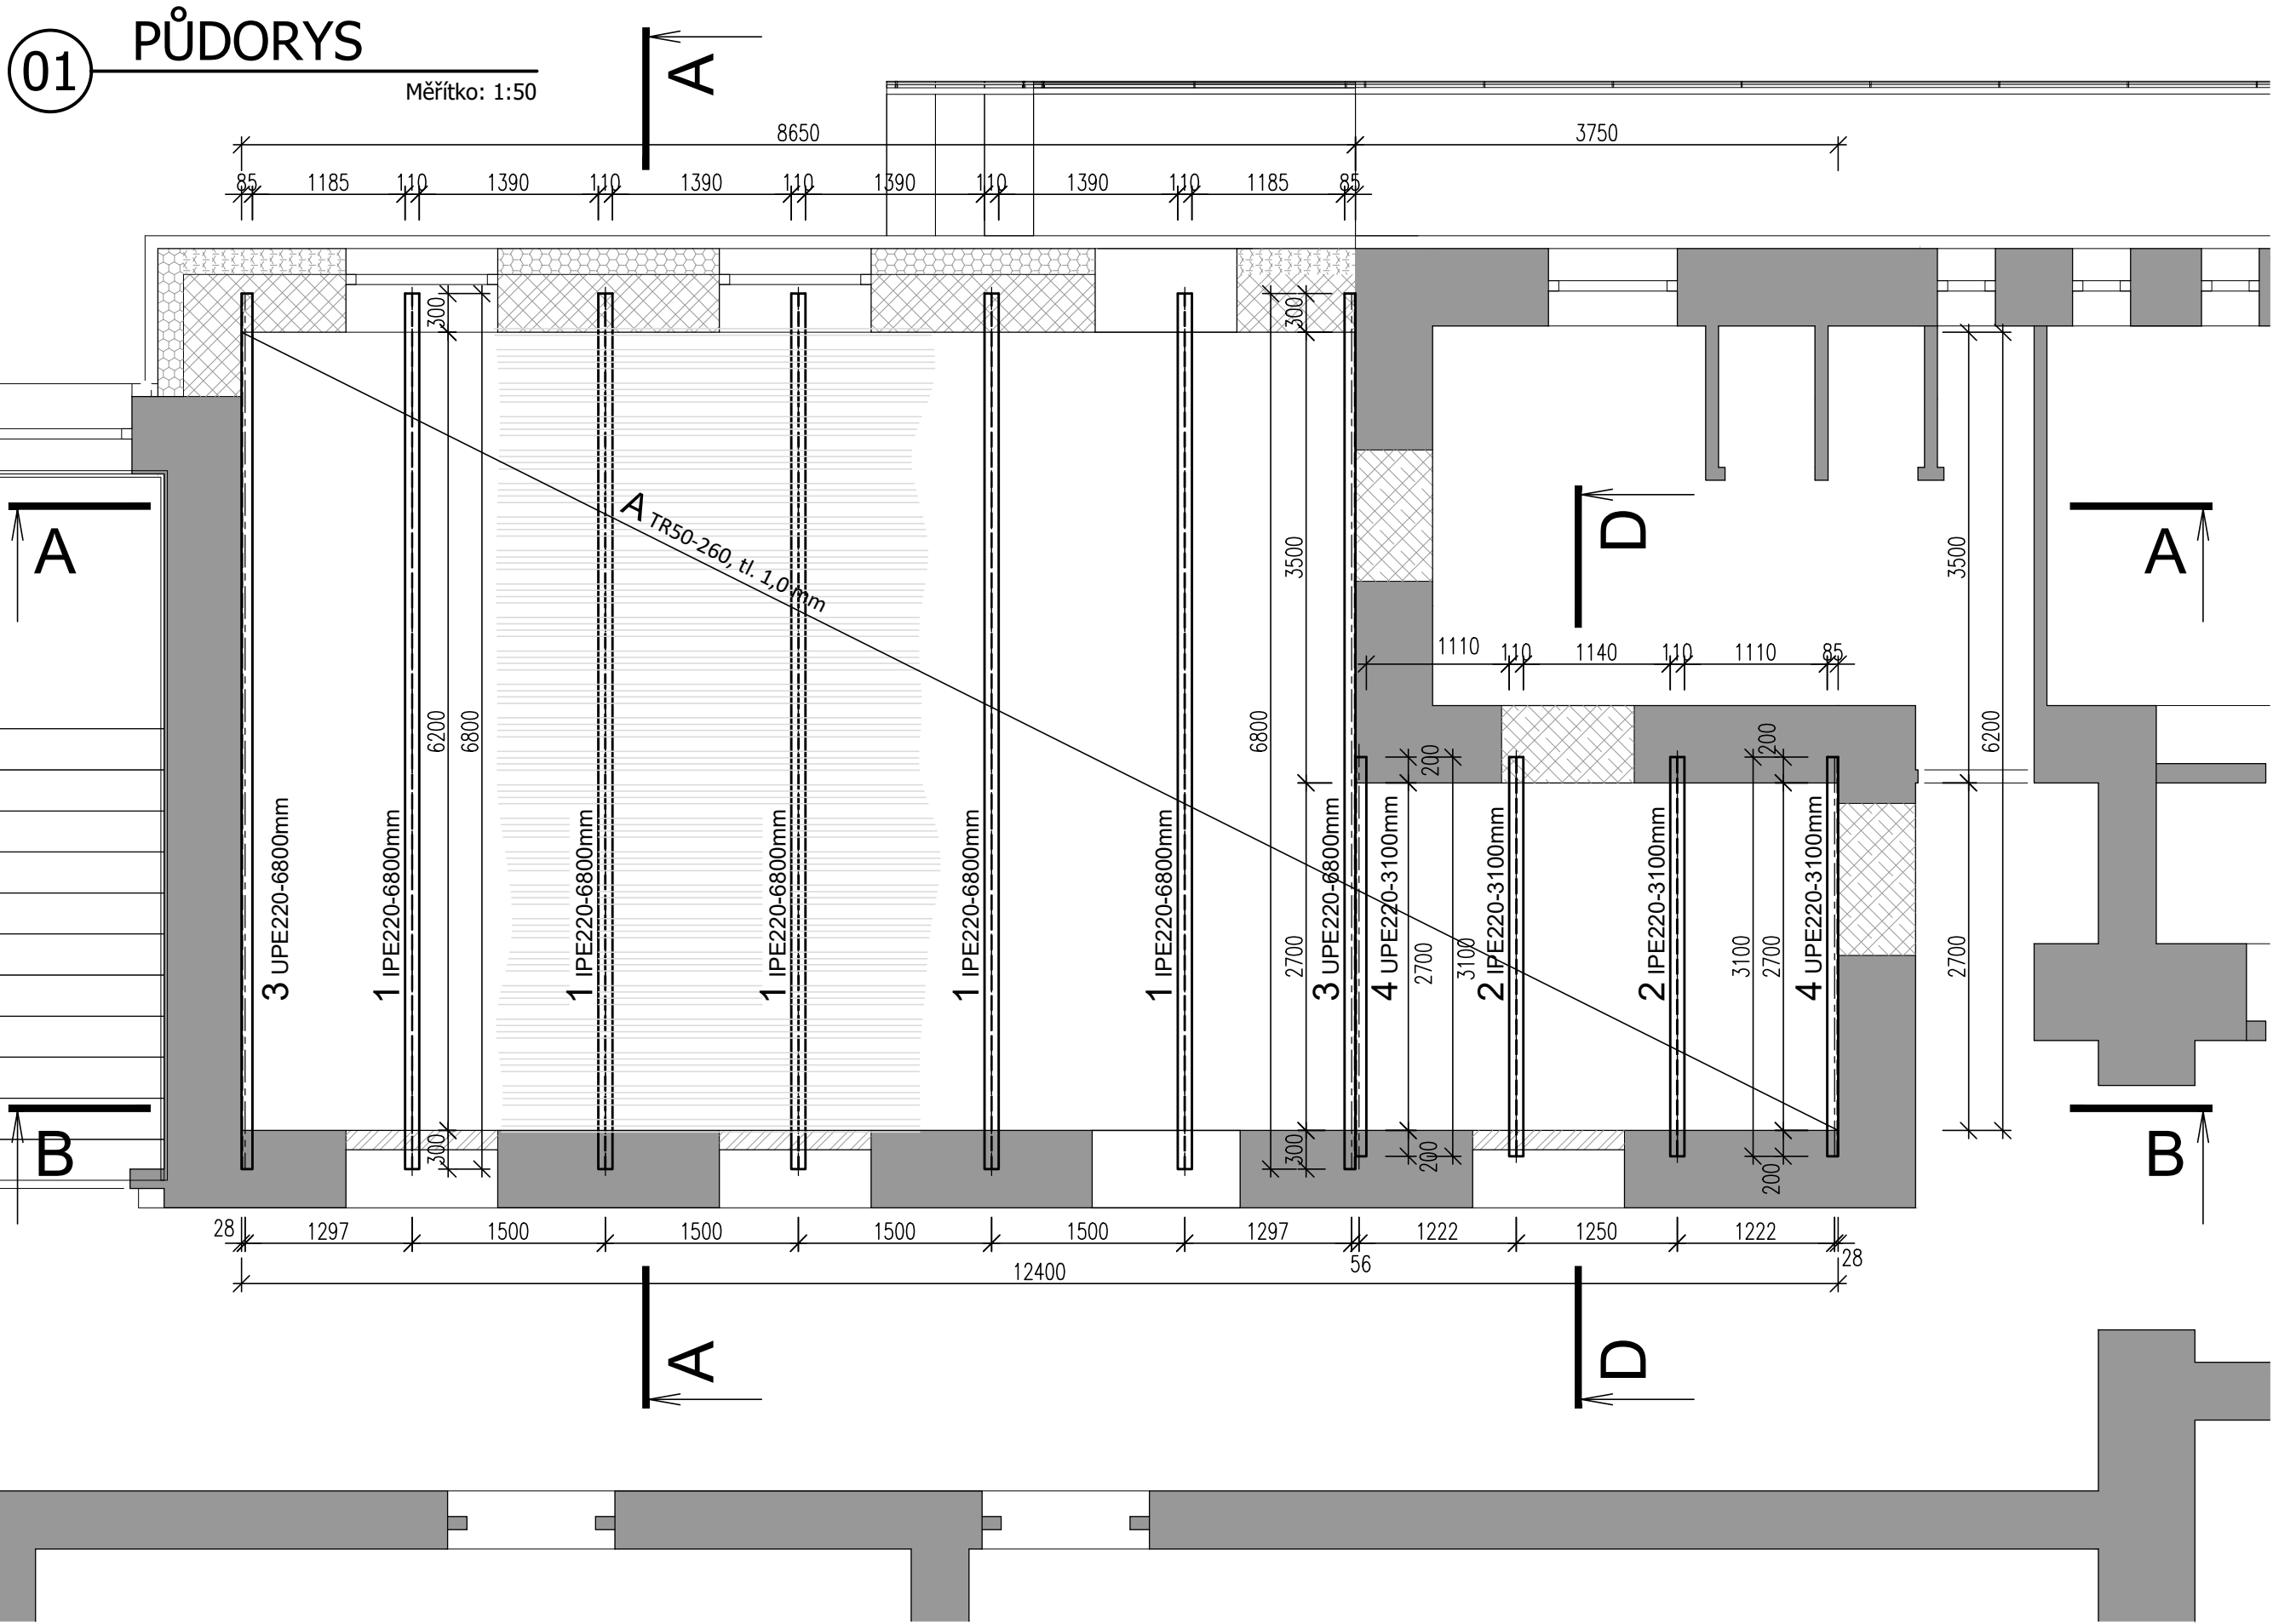 01
PŮDORYS
Měřítko: 1:50
A
8650
3750
85
1185
110
1390
110
1390
110
1390
110
1390
110
1185
85
300
300
A TR50-260, tl. 1,0 mm
A
D
A
3500
3500
6200
6800
6800
6200
1110
110
1140
110
1110
85
200
200
3 UPE220-6800mm
1 IPE220-6800mm
1 IPE220-6800mm
1 IPE220-6800mm
1 IPE220-6800mm
1 IPE220-6800mm
2700
3 UPE220-6800mm
4 UPE220-3100mm
2700
3100
2 IPE220-3100mm
2 IPE220-3100mm
3100
2700
4 UPE220-3100mm
2700
B
300
300
200
200
B
28
1297
1500
1500
1500
1500
1297
56
1222
1250
1222
28
12400
A
D